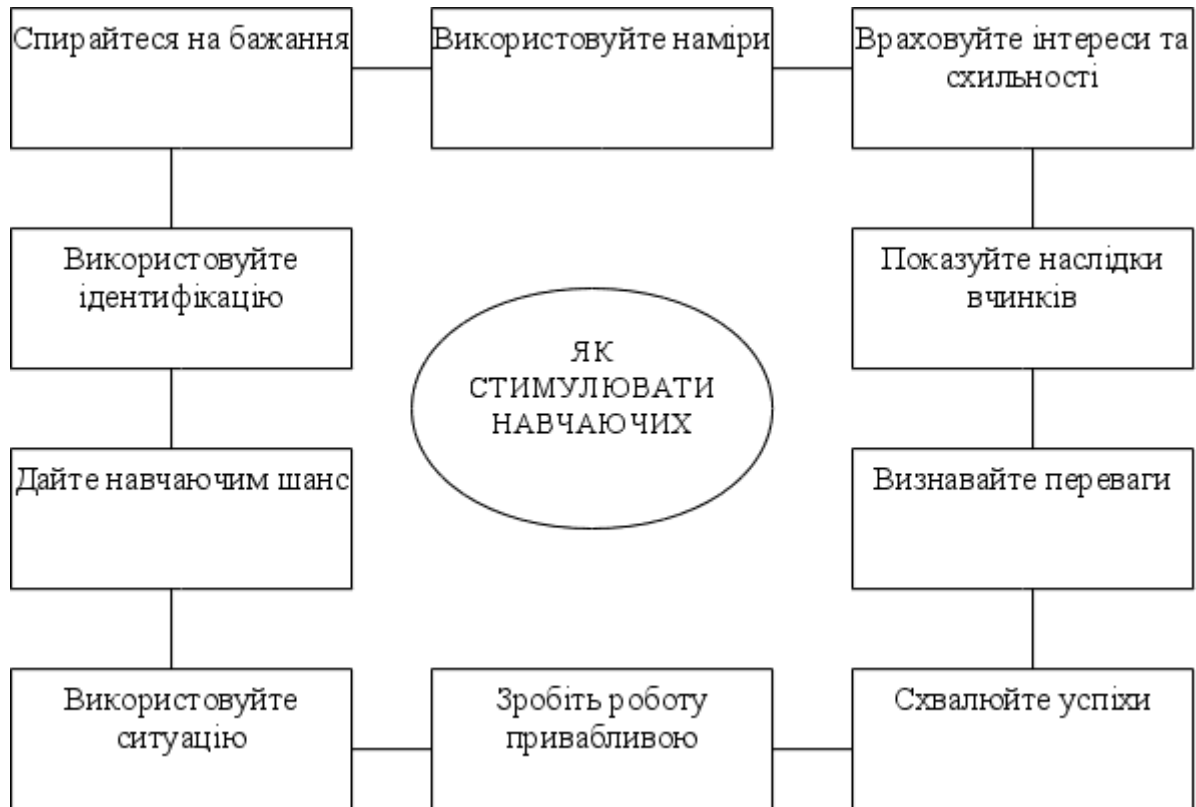 Спирайтеся на бажання
Використовуйте наміри
Враховуйте інтереси та
схильності
Використовуйте
ідентифікацію
Показуйте наслідки
вчинків
ЯК
СТИМУЛЮВАТИ
НАВЧАЮЧИХ
Дайте навчаючим шанс
Визнавайте переваги
Використовуйте
ситуацію
Зробіть роботу
привабливою
Схвалюйте успіхи